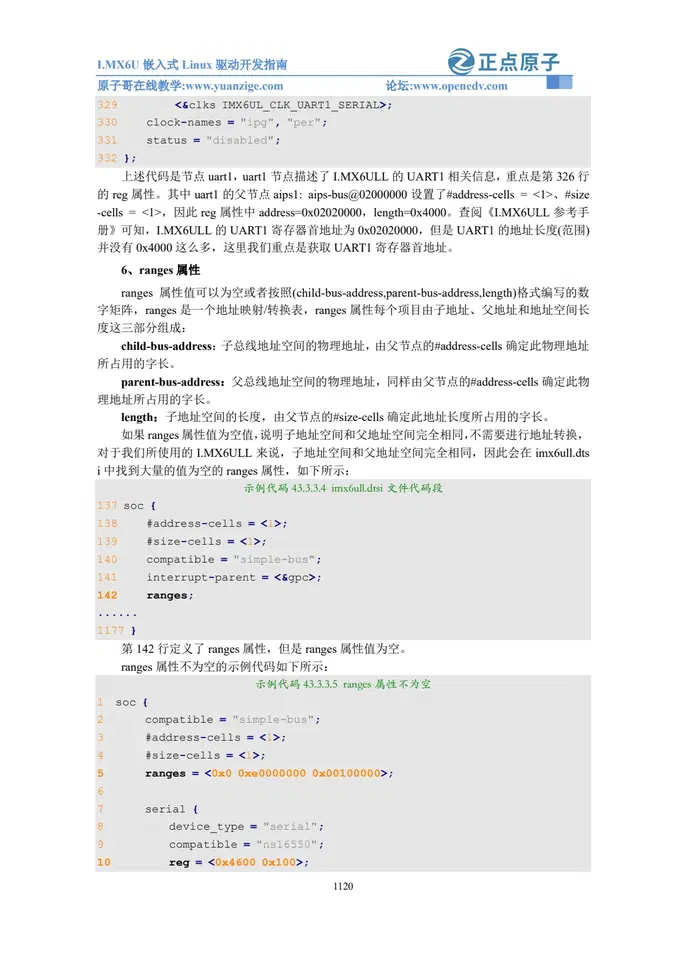 I.MX6U 嵌入式 Linux 驱动开发指南
正点原子
原子哥在线教学:www.yuanzige.com 论坛:www.openedv.com
329 <&clks IMX6UL_CLK_UART1_SERIAL>;
330 clock-names = "ipg", "per";
331 status = "disabled";
332 };
上述代码是节点 uart1，uart1 节点描述了 I.MX6ULL 的 UART1 相关信息，重点是第 326 行
的 reg 属性。其中 uart1 的父节点 aips1: aips-bus@02000000 设置了#address-cells = <1>、#size
-cells = <1>，因此 reg 属性中 address=0x02020000，length=0x4000。查阅《I.MX6ULL 参考手
册》可知，I.MX6ULL 的 UART1 寄存器首地址为 0x02020000，但是 UART1 的地址长度(范围)
并没有 0x4000 这么多，这里我们重点是获取 UART1 寄存器首地址。
6、ranges 属性
ranges 属性值可以为空或者按照(child-bus-address,parent-bus-address,length)格式编写的数
字矩阵，ranges 是一个地址映射/转换表，ranges 属性每个项目由子地址、父地址和地址空间长
度这三部分组成：
child-bus-address：子总线地址空间的物理地址，由父节点的#address-cells 确定此物理地址
所占用的字长。
parent-bus-address：父总线地址空间的物理地址，同样由父节点的#address-cells 确定此物
理地址所占用的字长。
length：子地址空间的长度，由父节点的#size-cells 确定此地址长度所占用的字长。
如果 ranges 属性值为空值，说明子地址空间和父地址空间完全相同，不需要进行地址转换，
对于我们所使用的 I.MX6ULL 来说，子地址空间和父地址空间完全相同，因此会在 imx6ull.dts
i 中找到大量的值为空的 ranges 属性，如下所示：
示例代码 43.3.3.4 imx6ull.dtsi 文件代码段
137 soc {
138 #address-cells = <1>;
139 #size-cells = <1>;
140 compatible = "simple-bus";
141 interrupt-parent = <&gpc>;
142 ranges;
......
1177 }
第 142 行定义了 ranges 属性，但是 ranges 属性值为空。
ranges 属性不为空的示例代码如下所示：
示例代码 43.3.3.5 ranges 属性不为空
1 soc {
2 compatible = "simple-bus";
3 #address-cells = <1>;
4 #size-cells = <1>;
5 ranges = <0x0 0xe0000000 0x00100000>;
6
7 serial {
8 device_type = "serial";
9 compatible = "ns16550";
10 reg = <0x4600 0x100>;
1120